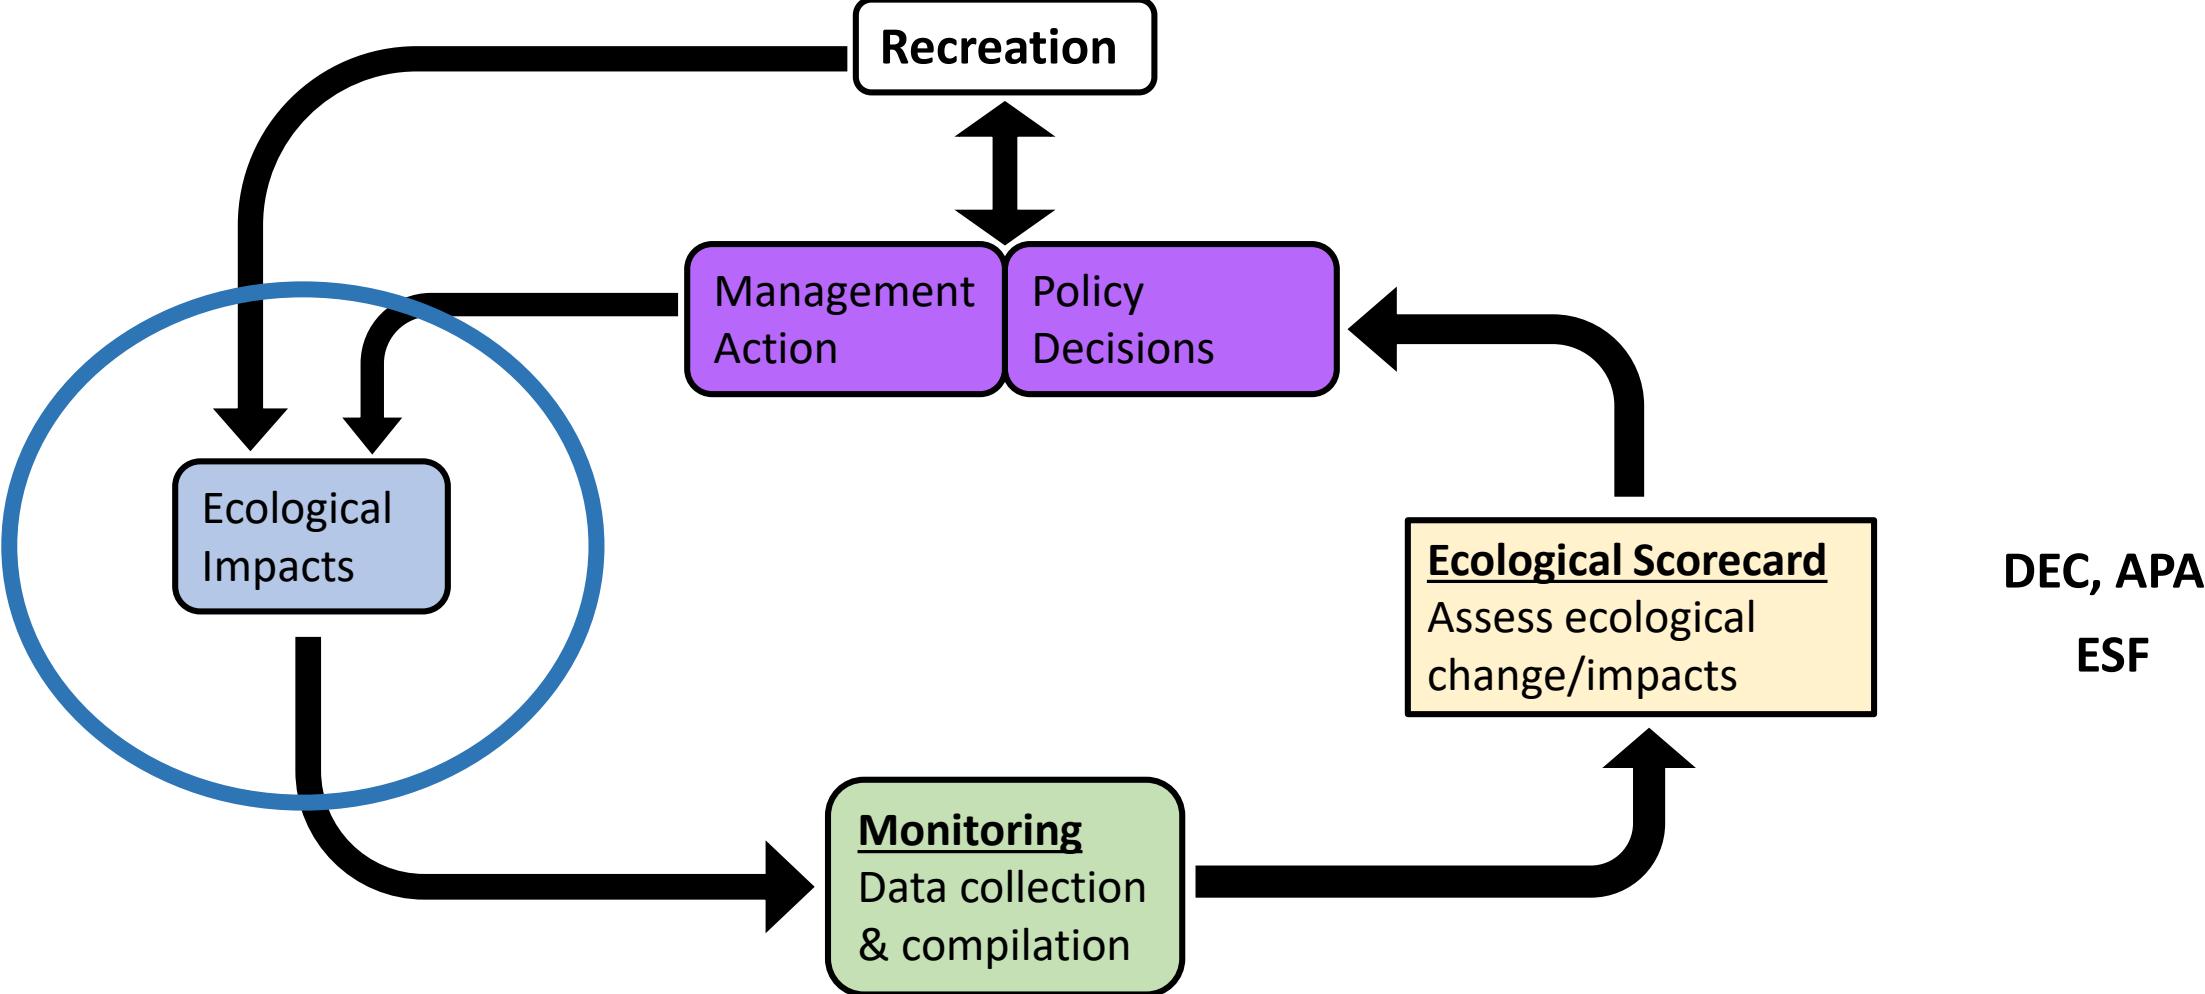 Recreation
Management
Action
Policy
Decisions
Ecological
Impacts
Ecological Scorecard
Assess ecological
change/impacts
DEC, APA
ESF
Monitoring
Data collection
& compilation